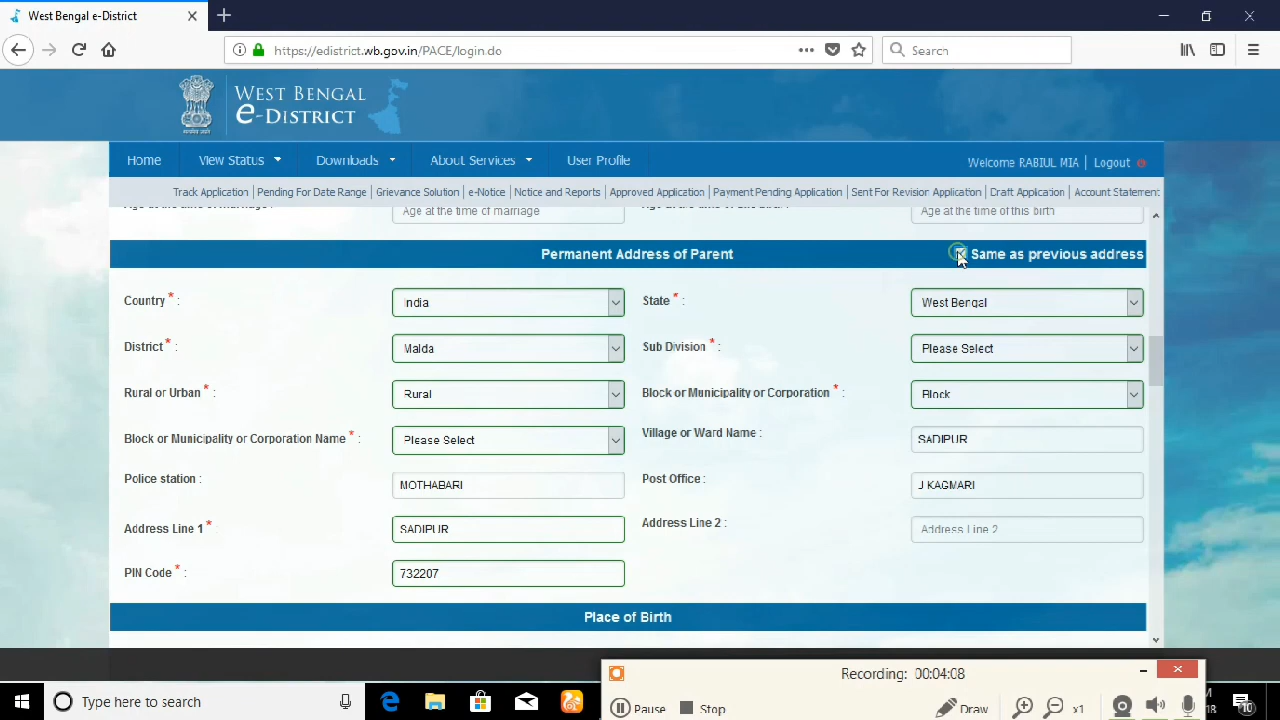 West Bengal e-District
https://edistrict.wb.gov.in/PACE/login.do
Search
WEST BENGAL
e-DISTRICT
Home View Status Downloads About Services User Profile Welcome RABIUL MIA | Logout
Track Application | Pending For Date Range | Grievance Solution | e-Notice | Notice and Reports | Approved Application | Payment Pending Application | Sent For Revision Application | Draft Application | Account Statement
Age at the time of marriage Age at the time of this birth
Permanent Address of Parent Same as previous address
Country * : India State * : West Bengal
District * : Malda Sub Division * : Please Select
Rural or Urban * : Rural Block or Municipality or Corporation * : Block
Block or Municipality or Corporation Name * : Please Select Village or Ward Name : SADIPUR
Police station : MOTHABARI Post Office : J KAGMARI
Address Line 1 * SADIPUR Address Line 2 : Address Line 2
PIN Code * : 732207
Place of Birth
Recording: 00:04:08
Type here to search
Pause Stop Draw x1
10